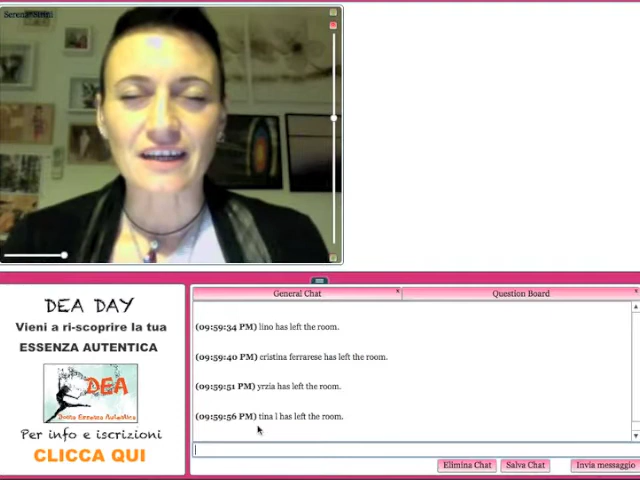 DEA DAY
Vieni a ri-scoprire la tua
ESSENZA AUTENTICA
DEA
Donna Essenza Autentica
Per info e iscrizioni
CLICCA QUI
General Chat
Question Board
(09:59:34 PM) lino has left the room.
(09:59:40 PM) cristina ferrarese has left the room.
(09:59:51 PM) yrzia has left the room.
(09:59:56 PM) tina l has left the room.
Elimina Chat
Salva Chat
Invia messaggio